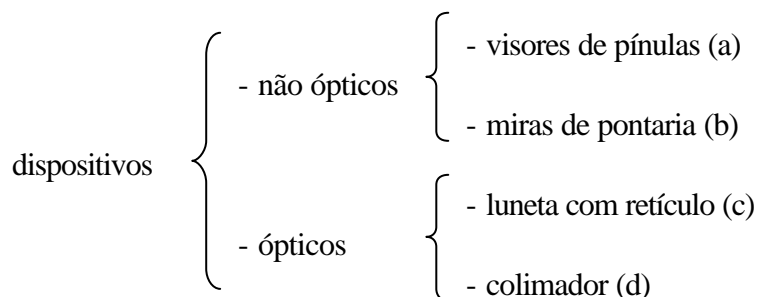 - visores de pínulas (a)
- não ópticos
- miras de pontaria (b)
dispositivos
- luneta com retículo (c)
- ópticos
- colimador (d)